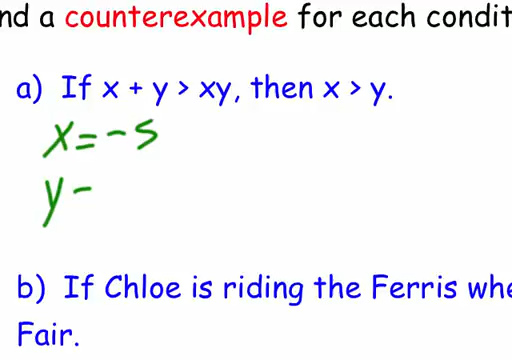 nd a counterexample for each condit
a) If x + y > xy, then x > y.
x = -5
y -
b) If Chloe is riding the Ferris whe
Fair.